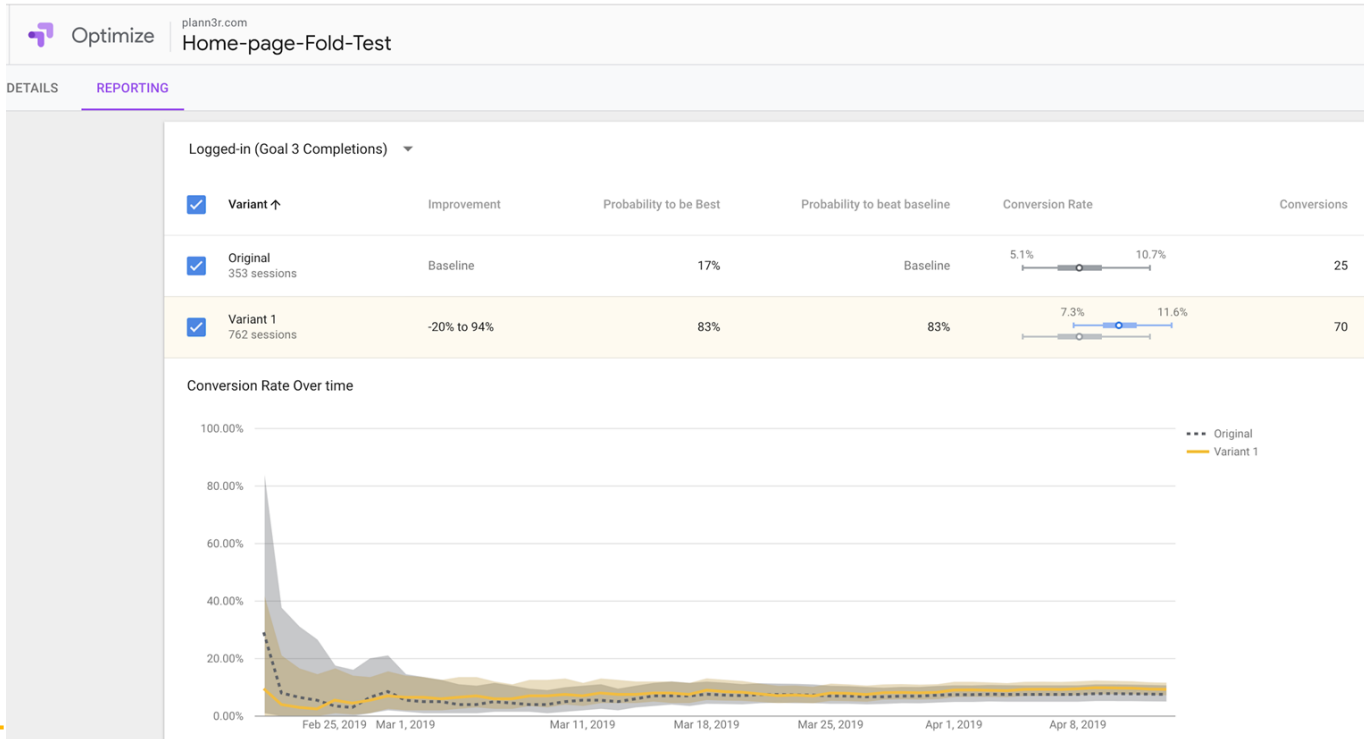 plann3r.com
Optimize
Home-page-Fold-Test
DETAILS
REPORTING
Logged-in (Goal 3 Completions)
Variant
Improvement
Probability to be Best
Probability to beat baseline
Conversion Rate
Conversions
Original
353 sessions
Baseline
17%
Baseline
5.1%
10.7%
25
Variant 1
762 sessions
-20% to 94%
83%
83%
7.3%
11.6%
70
Conversion Rate Over time
100.00%
80.00%
60.00%
40.00%
20.00%
0.00%
Feb 25, 2019
Mar 1, 2019
Mar 11, 2019
Mar 18, 2019
Mar 25, 2019
Apr 1, 2019
Apr 8, 2019
Original
Variant 1